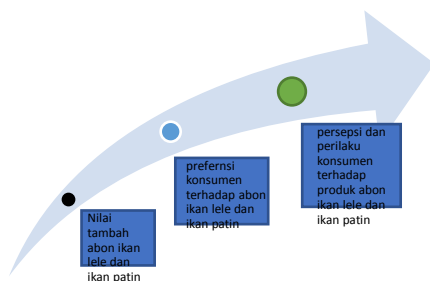 Nilai
tambah
abon ikan
lele dan
ikan patin
prefernsi
konsumen
terhadap abon
ikan lele dan
ikan patin
persepsi dan
perilaku
konsumen
terhadap
produk abon
ikan lele dan
ikan patin